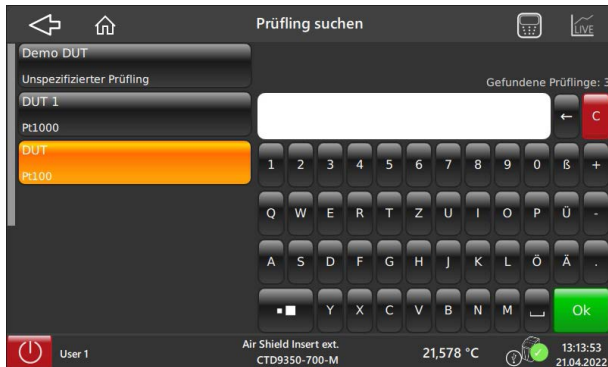 Prüfling suchen
LIVE
Demo DUT
Unspezifizierter Prüfling
Gefundene Prüflinge: 3
DUT 1
Pt1000
← C
DUT
Pt100
1 2 3 4 5 6 7 8 9 0 ß +
Q W E R T Z U I O P Ü -
A S D F G H J K L Ö Ä .
Y X C V B N M Ok
User 1
Air Shield Insert ext.
CTD9350-700-M
21,578 °C
13:13:53
21.04.2022